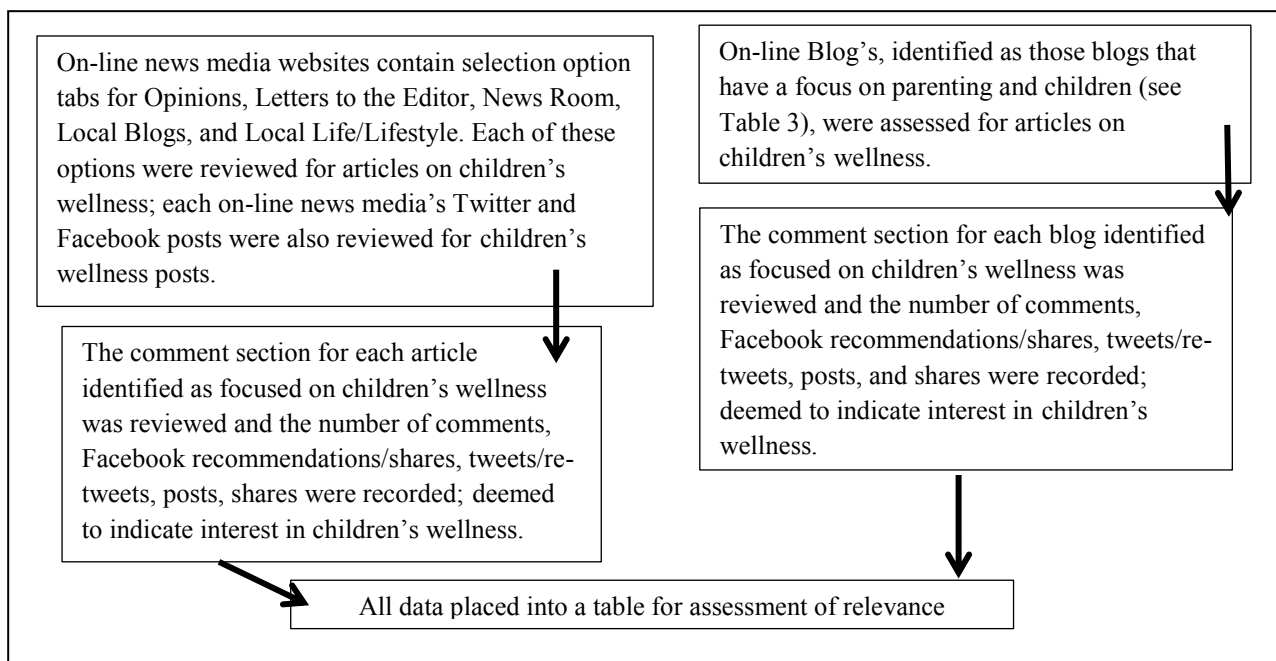 On-line news media websites contain selection option
tabs for Opinions, Letters to the Editor, News Room,
Local Blogs, and Local Life/Lifestyle. Each of these
options were reviewed for articles on children’s
wellness; each on-line news media’s Twitter and
Facebook posts were also reviewed for children’s
wellness posts.
The comment section for each article
identified as focused on children’s wellness
was reviewed and the number of comments,
Facebook recommendations/shares, tweets/re-
tweets, posts, shares were recorded; deemed
to indicate interest in children’s wellness.
On-line Blog’s, identified as those blogs that
have a focus on parenting and children (see
Table 3), were assessed for articles on
children’s wellness.
The comment section for each blog identified
as focused on children’s wellness was
reviewed and the number of comments,
Facebook recommendations/shares, tweets/re-
tweets, posts, and shares were recorded;
deemed to indicate interest in children’s
wellness.
All data placed into a table for assessment of relevance